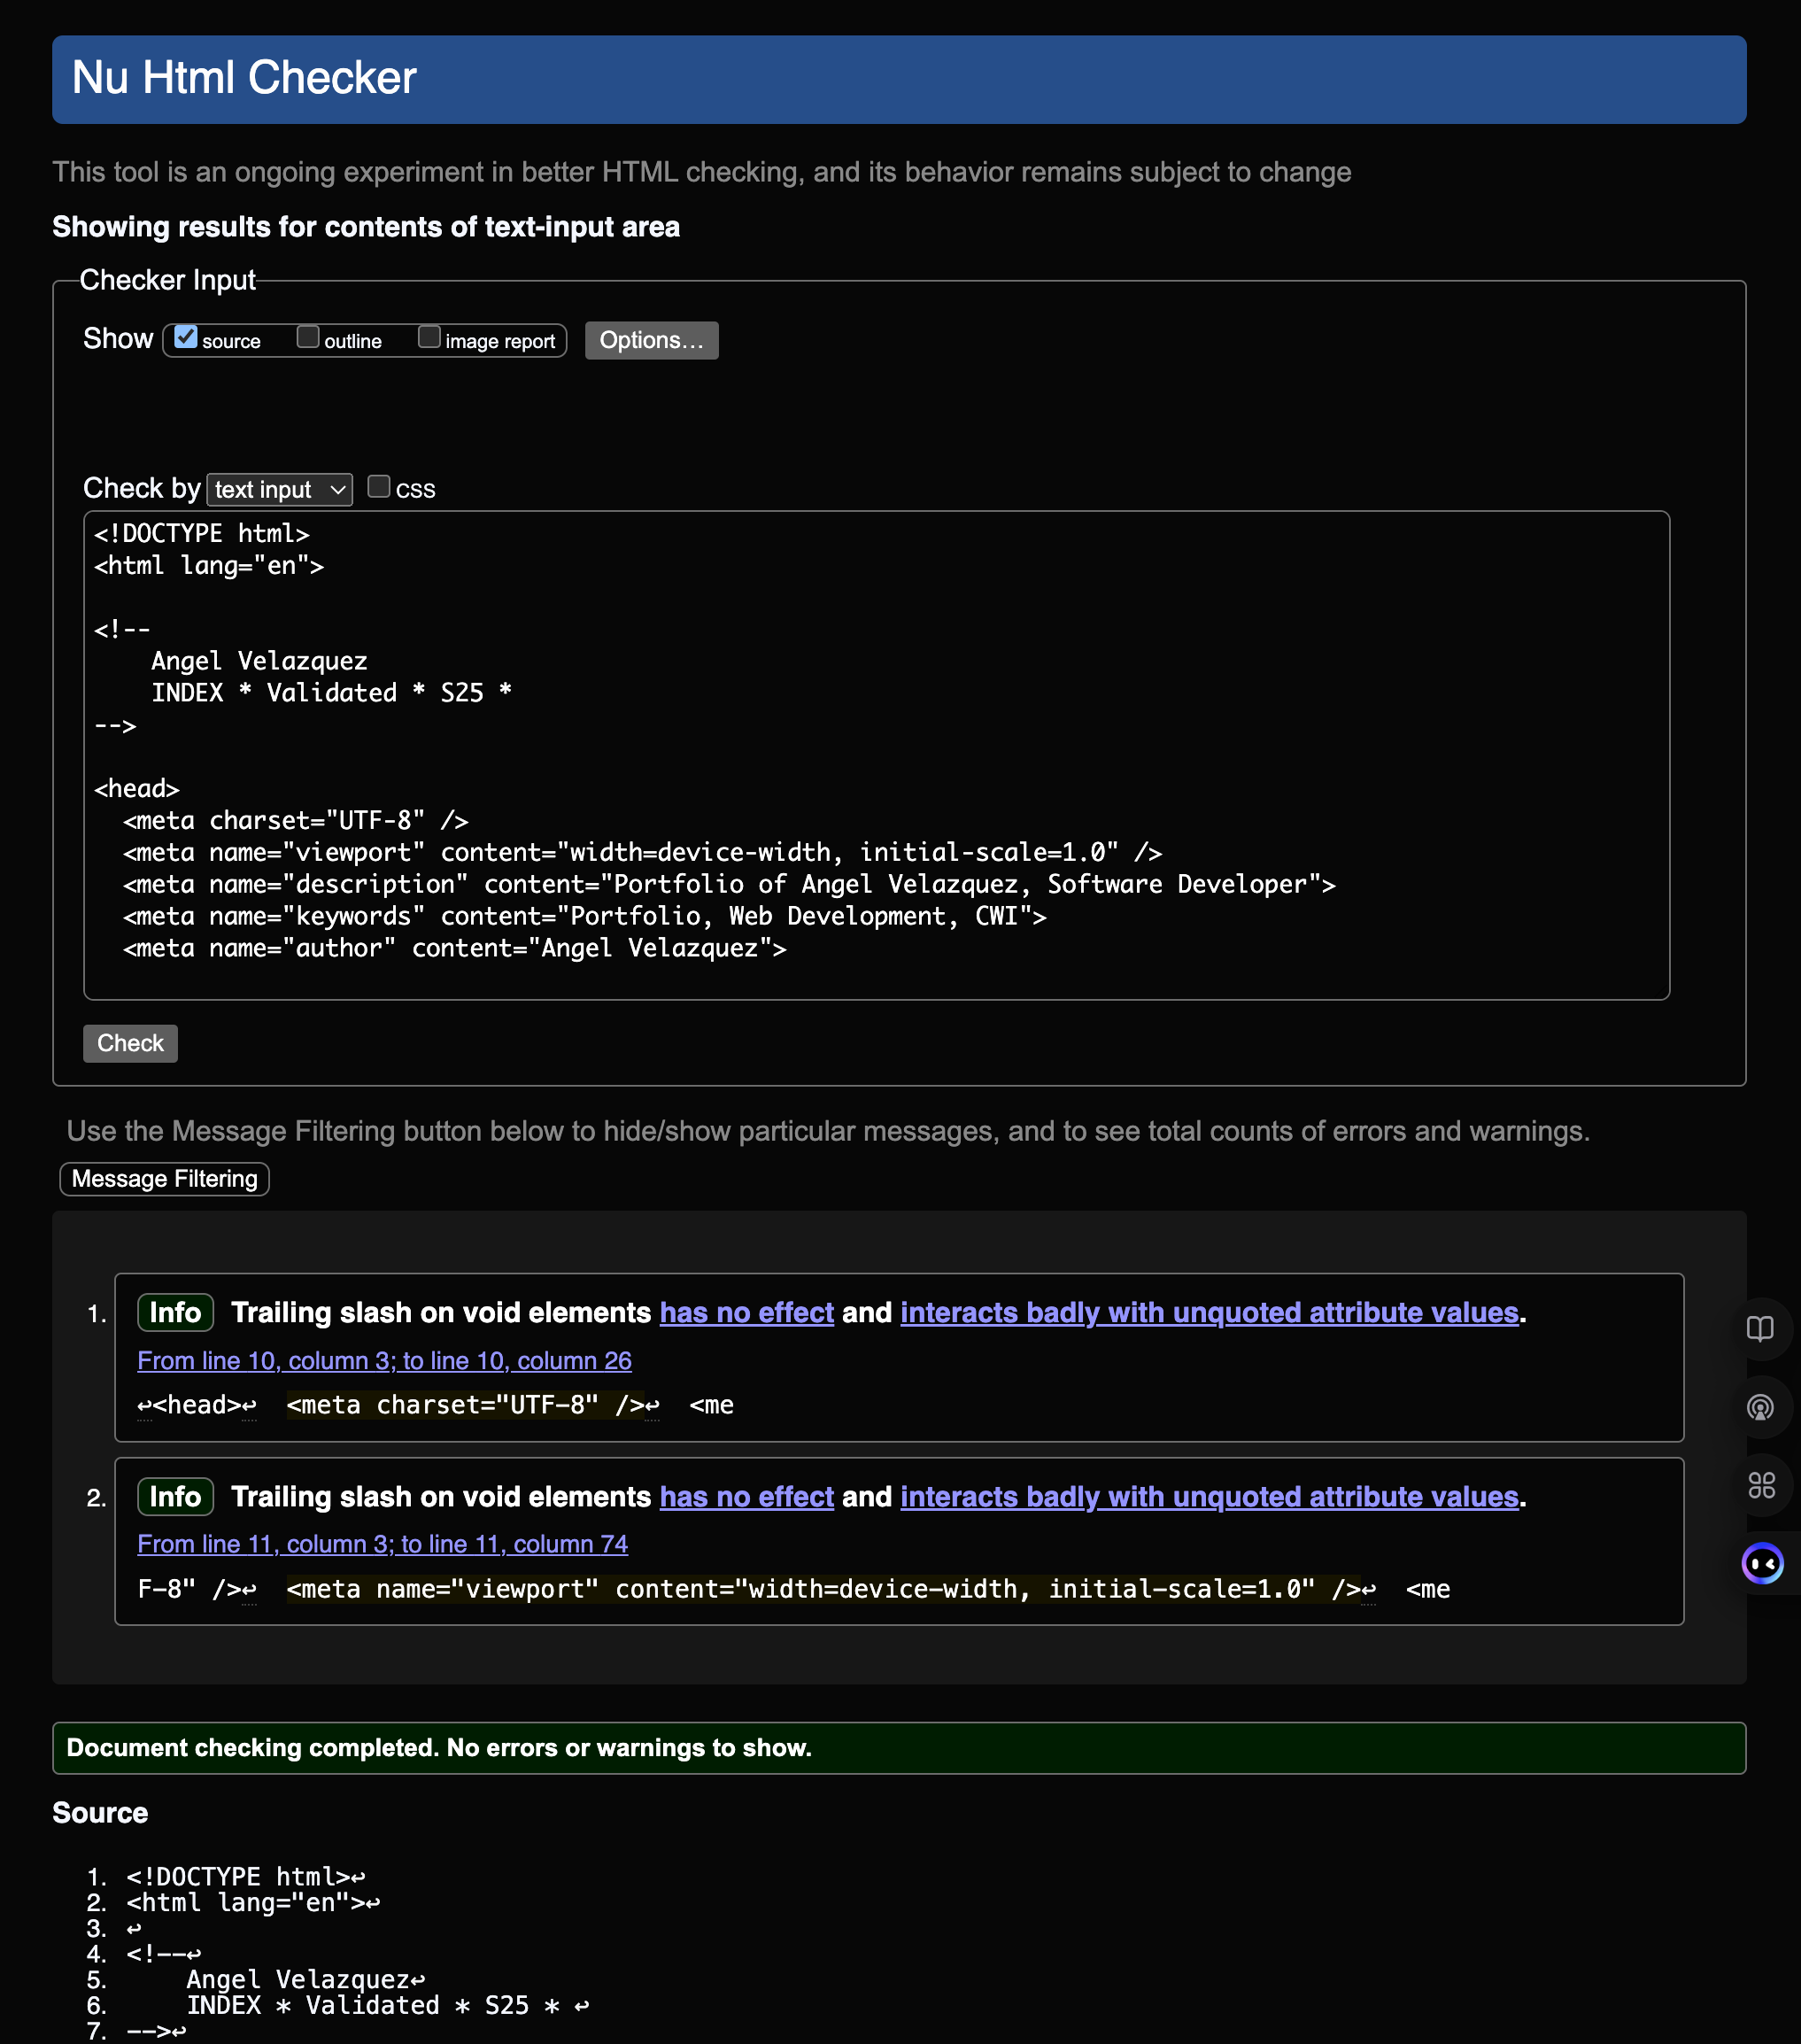 Nu Html Checker
This tool is an ongoing experiment in better HTML checking, and its behavior remains subject to change
Showing results for contents of text-input area
Checker Input
Show source outline image report Options...
Check by text input css
<!DOCTYPE html>
<html lang="en">
<!--
    Angel Velazquez
    INDEX * Validated * S25 *
-->
<head>
  <meta charset="UTF-8" />
  <meta name="viewport" content="width=device-width, initial-scale=1.0" />
  <meta name="description" content="Portfolio of Angel Velazquez, Software Developer">
  <meta name="keywords" content="Portfolio, Web Development, CWI">
  <meta name="author" content="Angel Velazquez">
Check
Use the Message Filtering button below to hide/show particular messages, and to see total counts of errors and warnings.
Message Filtering
1. Info Trailing slash on void elements has no effect and interacts badly with unquoted attribute values.
From line 10, column 3; to line 10, column 26
↩<head>↩  <meta charset="UTF-8" />↩  <me
2. Info Trailing slash on void elements has no effect and interacts badly with unquoted attribute values.
From line 11, column 3; to line 11, column 74
F-8" />↩  <meta name="viewport" content="width=device-width, initial-scale=1.0" />↩  <me
Document checking completed. No errors or warnings to show.
Source
1. <!DOCTYPE html>↩
2. <html lang="en">↩
3. ↩
4. <!--↩
5.     Angel Velazquez↩
6.     INDEX * Validated * S25 * ↩
7. -->↩